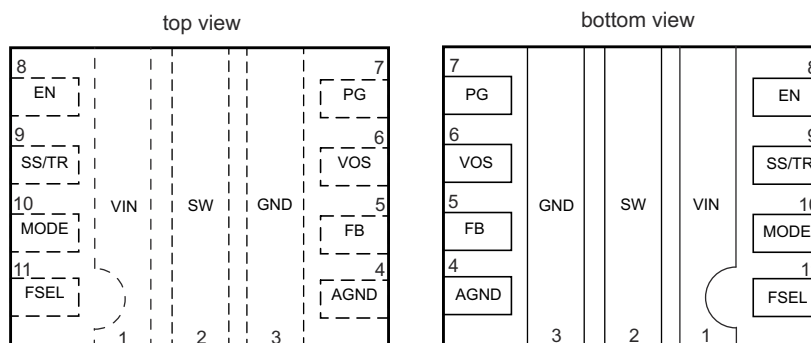 top view
bottom view
8
7
EN
PG
9
6
SS/TR
VOS
10
5
VIN
SW
GND
MODE
FB
11
4
FSEL
AGND
1
2
3
7
8
PG
EN
6
9
VOS
SS/TR
5
10
GND
SW
VIN
FB
MODE
4
FSEL
AGND
3
2
1